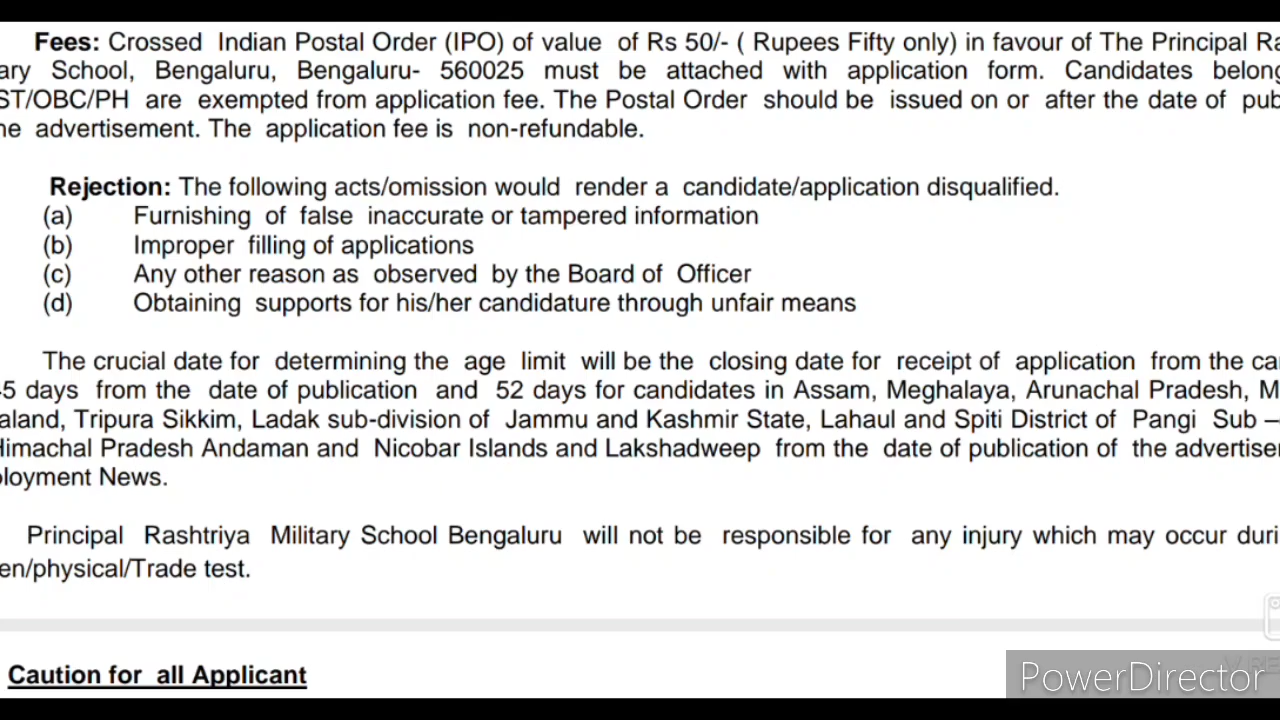 Fees: Crossed Indian Postal Order (IPO) of value of Rs 50/- ( Rupees Fifty only) in favour of The Principal
ary School, Bengaluru, Bengaluru- 560025 must be attached with application form. Candidates belong
ST/OBC/PH are exempted from application fee. The Postal Order should be issued on or after the date of pub
he advertisement. The application fee is non-refundable.
Rejection: The following acts/omission would render a candidate/application disqualified.
(a) Furnishing of false inaccurate or tampered information
(b) Improper filling of applications
(c) Any other reason as observed by the Board of Officer
(d) Obtaining supports for his/her candidature through unfair means
The crucial date for determining the age limit will be the closing date for receipt of application from the ca
5 days from the date of publication and 52 days for candidates in Assam, Meghalaya, Arunachal Pradesh, M
aland, Tripura Sikkim, Ladak sub-division of Jammu and Kashmir State, Lahaul and Spiti District of Pangi Sub –
Himachal Pradesh Andaman and Nicobar Islands and Lakshadweep from the date of publication of the advertise
loyment News.
Principal Rashtriya Military School Bengaluru will not be responsible for any injury which may occur duri
en/physical/Trade test.
Caution for all Applicant
PowerDirector